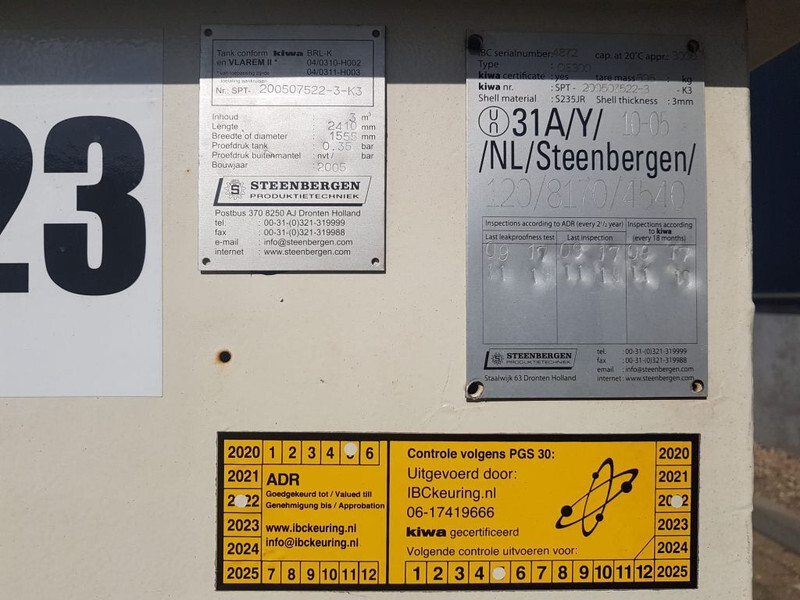 23
Tank conform kiwa BRL-K
en VLAREM II * 04/0310-H002
04/0311-H003
Nr. SPT- 200507522-3-K3
Inhoud 3 m³
Lengte 2410 mm
Breedte of diameter 1555 mm
Proefdruk tank 0,35 bar
Proefdruk buitenmantel : nvt / bar
Bouwjaar 2005
STEENBERGEN
PRODUKTIETECHNIEK
Postbus 370 8250 AJ Dronten Holland
tel. : 00-31-(0)321-319999
fax : 00-31-(0)321-319988
e-mail : info@steenbergen.com
internet : www.steenbergen.com
IBC serialnumber: cap. at 20°C appr.:
Type
kiwa certificate : yes tare mass kg
kiwa nr. : SPT - 200507522-3 - K3
Shell material : S235JR Shell thickness : 3mm
un 31A/Y/ 10-05
/NL/Steenbergen/
120/8170/4540
Inspections according to ADR (every 2½ year) Inspections according to kiwa (every 18 months)
Last leakproofness test Last inspection
STEENBERGEN
PRODUKTIETECHNIEK
Staalwijk 63 Dronten Holland
tel. : 00-31-(0)321-319999
fax : 00-31-(0)321-319988
email : info@steenbergen.com
internet : www.steenbergen.com
2020 1 2 3 4 6
2021 ADR
Goedgekeurd tot / Valued till
2022 Genehmigung bis / Approbation
2023 www.ibckeuring.nl
2024 info@ibckeuring.nl
2025 7 8 9 10 11 12
Controle volgens PGS 30: 2020
Uitgevoerd door: 2021
IBCkeuring.nl 2022
06-17419666 2023
kiwa gecertificeerd
Volgende controle uitvoeren voor: 2024
1 2 3 4 6 7 8 9 10 11 12 2025